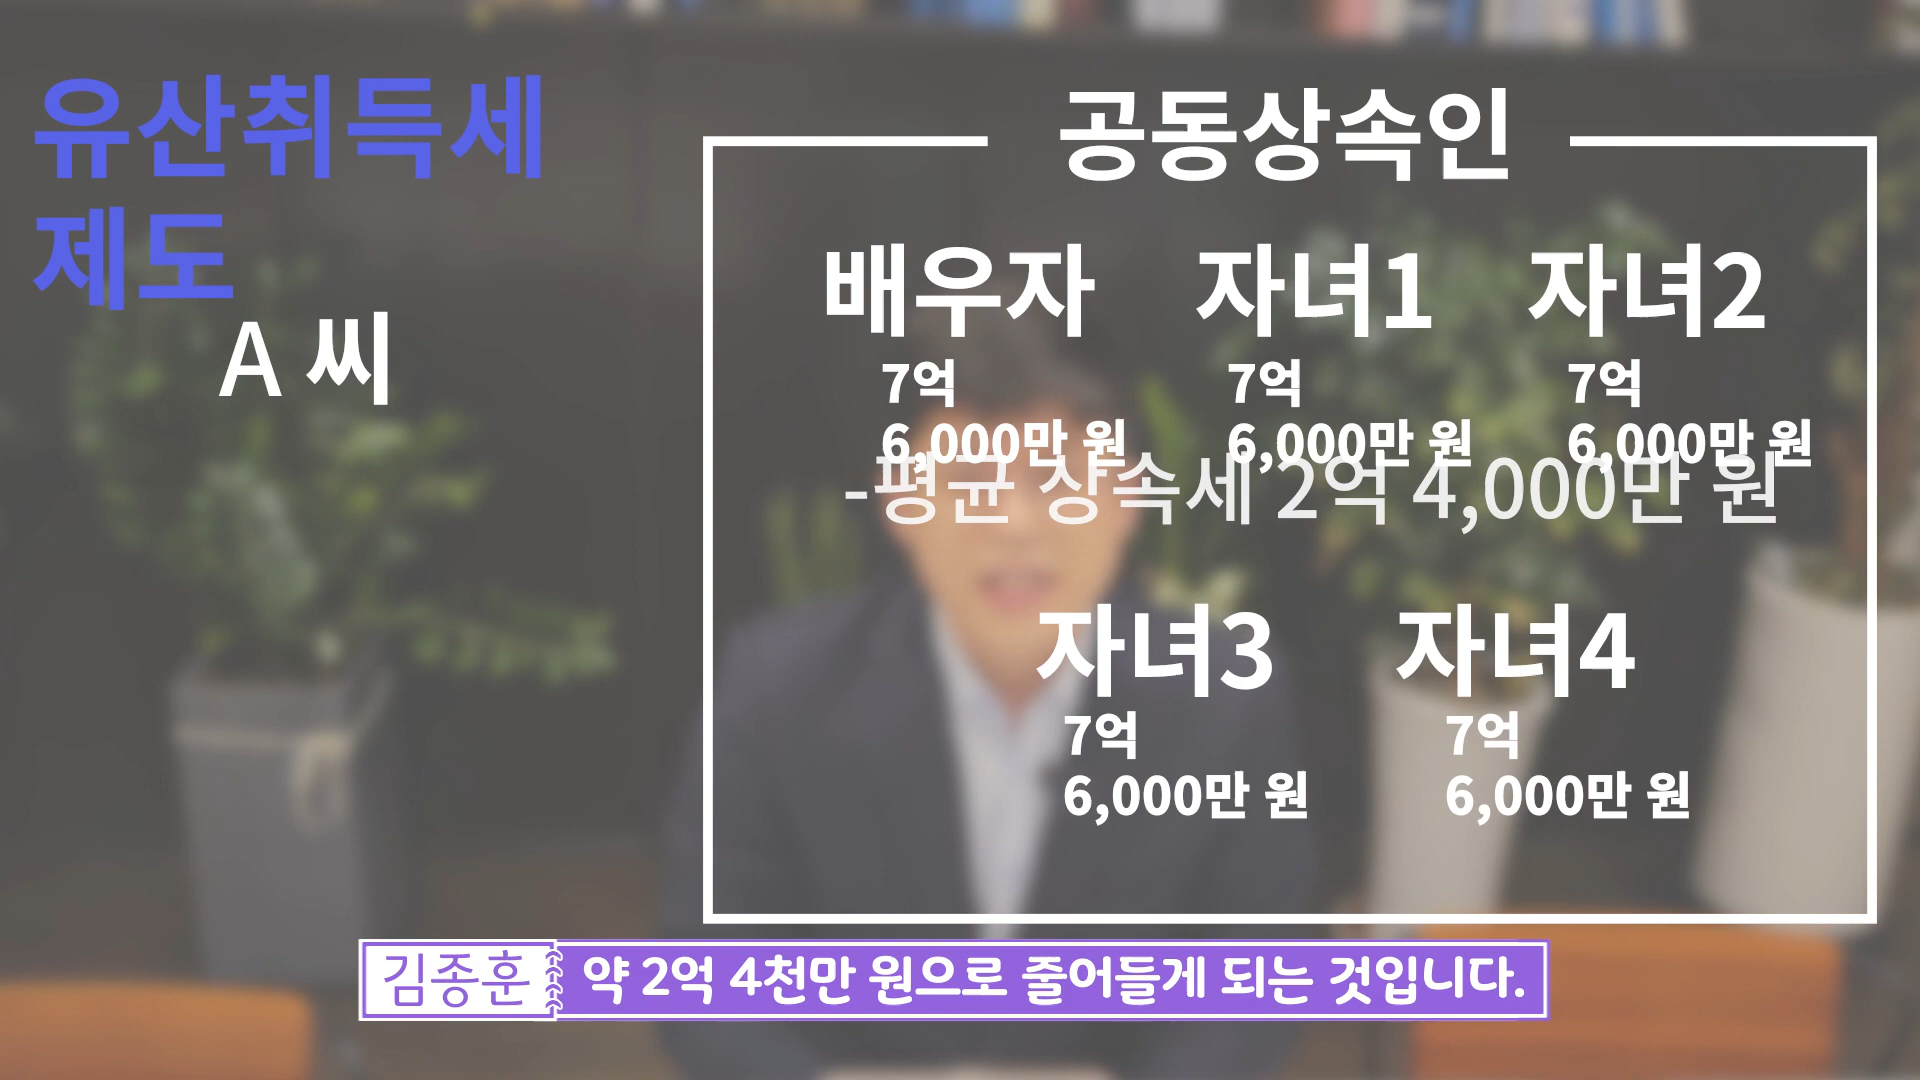 유산취득세
제도
A 씨
공동상속인
배우자 자녀1 자녀2
7억 7억 7억
6,000만 원 6,000만 원 6,000만 원
-평균 상속세 2억 4,000만 원
자녀3 자녀4
7억 7억
6,000만 원 6,000만 원
김종훈 약 2억 4천만 원으로 줄어들게 되는 것입니다.